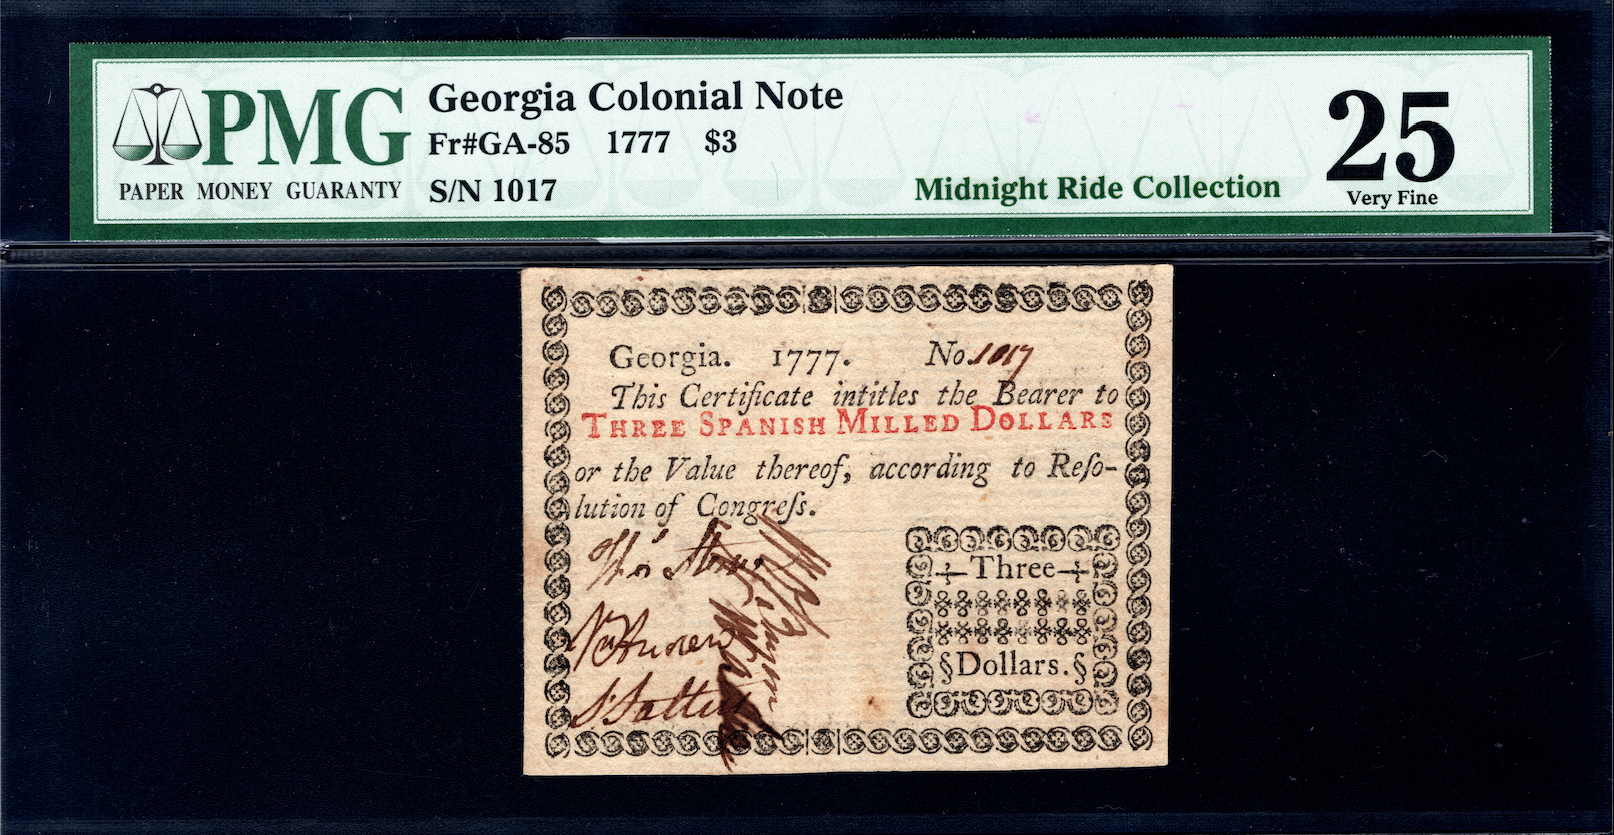 PMG
PAPER MONEY GUARANTY
Georgia Colonial Note
Fr#GA-85 1777 $3
S/N 1017
Midnight Ride Collection
25
Very Fine
Georgia. 1777. No. 1017
This Certificate intitles the Bearer to
THREE SPANISH MILLED DOLLARS
or the Value thereof, according to Reſo-
lution of Congreſs.
Three
§Dollars.§